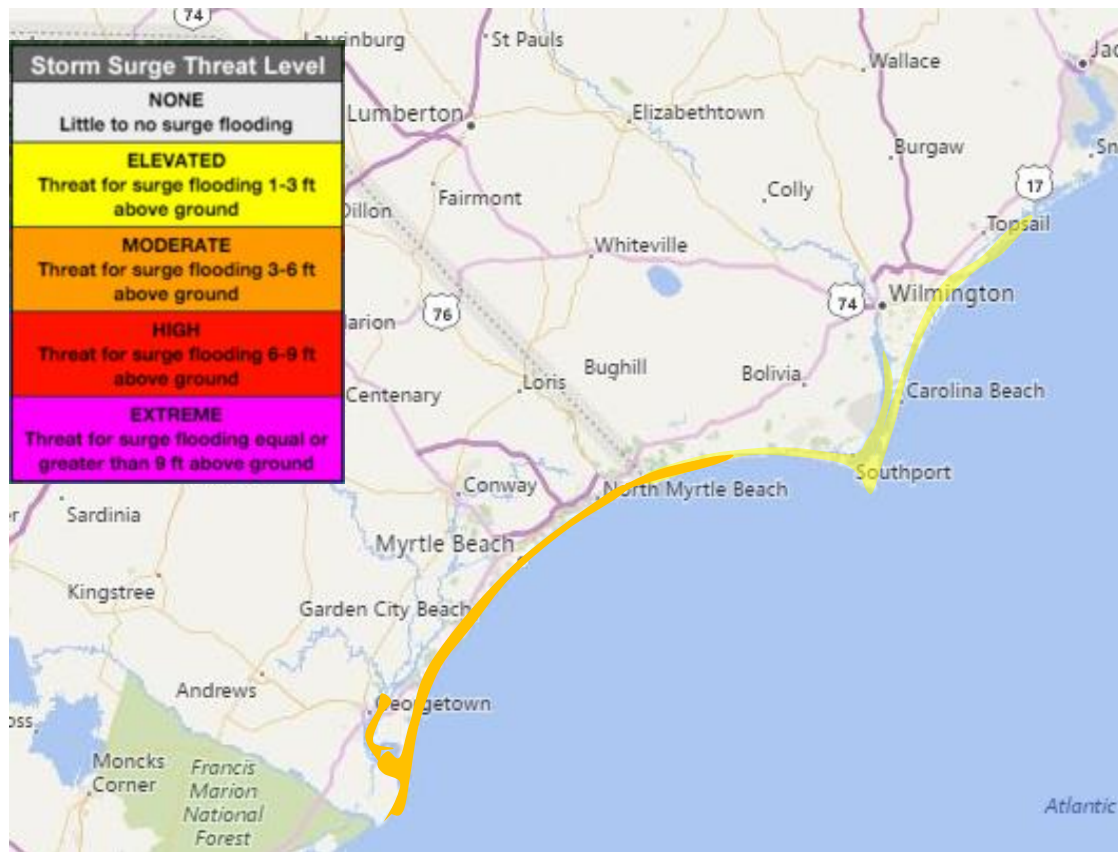 74
Laurinburg
St Pauls
Wallace
Storm Surge Threat Level
NONE
Little to no surge flooding
ELEVATED
Threat for surge flooding 1-3 ft
above ground
MODERATE
Threat for surge flooding 3-6 ft
above ground
HIGH
Threat for surge flooding 6-9 ft
above ground
EXTREME
Threat for surge flooding equal or
greater than 9 ft above ground
Lumberton
Elizabethtown
Burgaw
Colly
17
Topsail
Dillon
Fairmont
Whiteville
76
74
Wilmington
Bughill
Bolivia
Loris
Centenary
Carolina Beach
Conway
North Myrtle Beach
Southport
Sardinia
Myrtle Beach
Kingstree
Garden City Beach
Andrews
Georgetown
Moncks
Corner
Francis
Marion
National
Forest
Atlantic